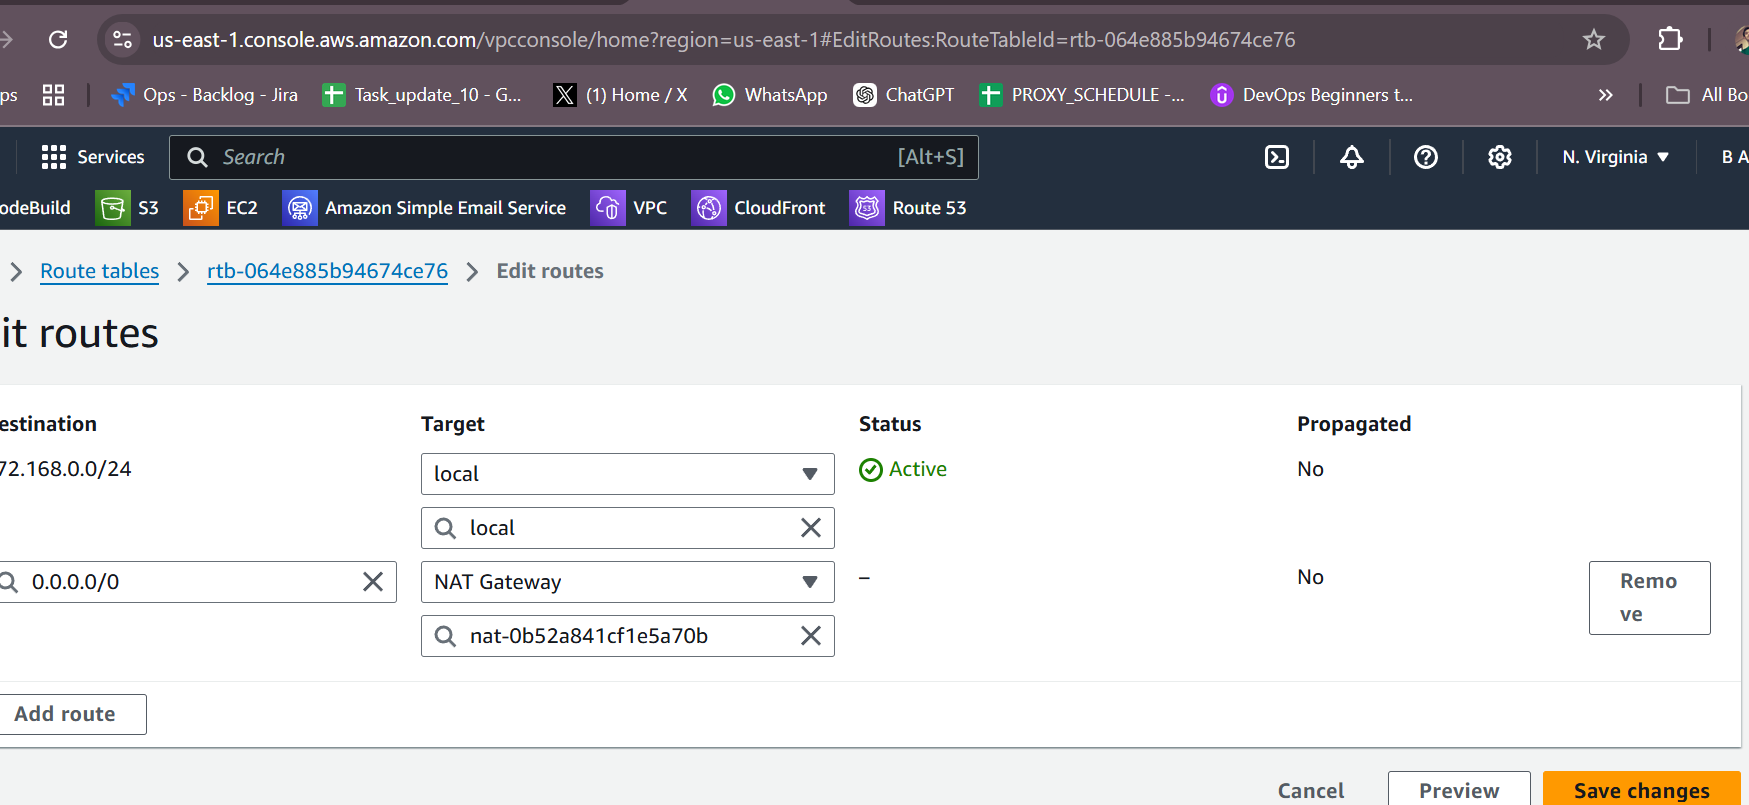 us-east-1.console.aws.amazon.com/vpcconsole/home?region=us-east-1#EditRoutes:RouteTableId=rtb-064e885b94674ce76
ps Ops - Backlog - Jira Task_update_10 - G... (1) Home / X WhatsApp ChatGPT PROXY_SCHEDULE -... DevOps Beginners t... » All Bo
Services Search [Alt+S] N. Virginia B A
odeBuild S3 EC2 Amazon Simple Email Service VPC CloudFront Route 53
Route tables rtb-064e885b94674ce76 Edit routes
it routes
estination Target Status Propagated
72.168.0.0/24 local Active No
local
0.0.0.0/0 NAT Gateway – No Remo
ve
nat-0b52a841cf1e5a70b
Add route
Cancel Preview Save changes